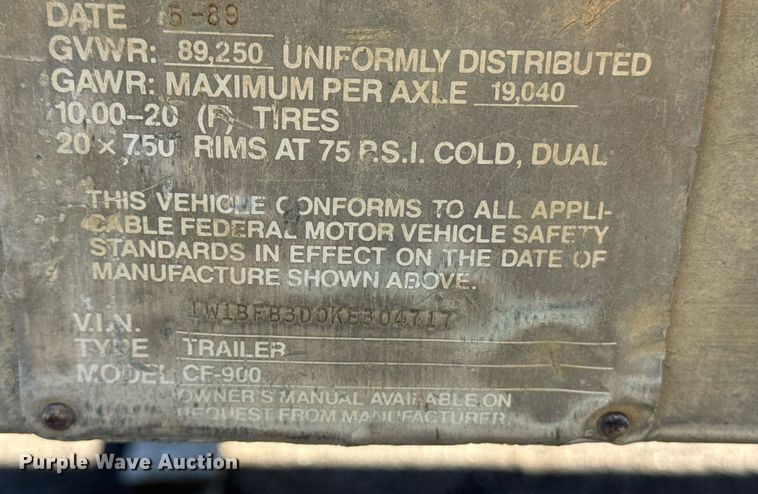 DATE 5-89
GVWR: 89,250 UNIFORMLY DISTRIBUTED
GAWR: MAXIMUM PER AXLE 19,040
10.00-20 (F) TIRES
20 x 7.50 RIMS AT 75 P.S.I. COLD, DUAL
THIS VEHICLE CONFORMS TO ALL APPLI-
CABLE FEDERAL MOTOR VEHICLE SAFETY
STANDARDS IN EFFECT ON THE DATE OF
MANUFACTURE SHOWN ABOVE.
V.I.N. 1W1BFB3D0KE304717
TYPE TRAILER
MODEL CF-900
OWNER'S MANUAL AVAILABLE ON
REQUEST FROM MANUFACTURER
Purple Wave Auction